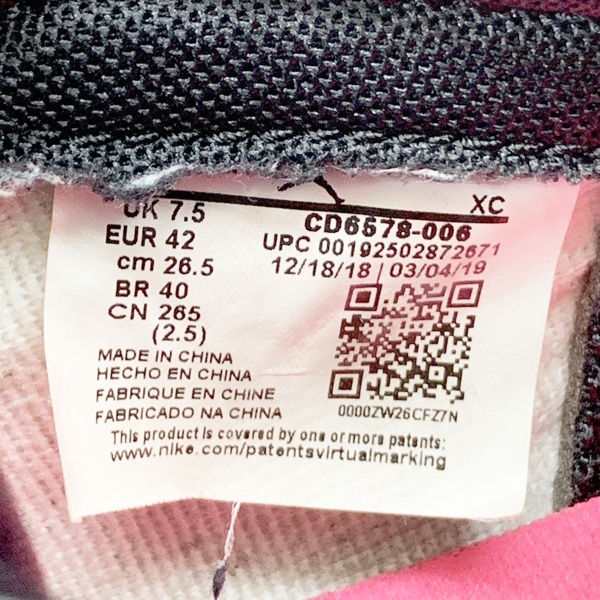 XC
UK 7.5
EUR 42
cm 26.5
BR 40
CN 265
(2.5)
CD6578-006
UPC 00192502872671
12/18/18 | 03/04/19
0000ZW26CFZ7N
MADE IN CHINA
HECHO EN CHINA
FABRIQUE EN CHINE
FABRICADO NA CHINA
This product is covered by one or more patents:
www.nike.com/patentsvirtualmarking